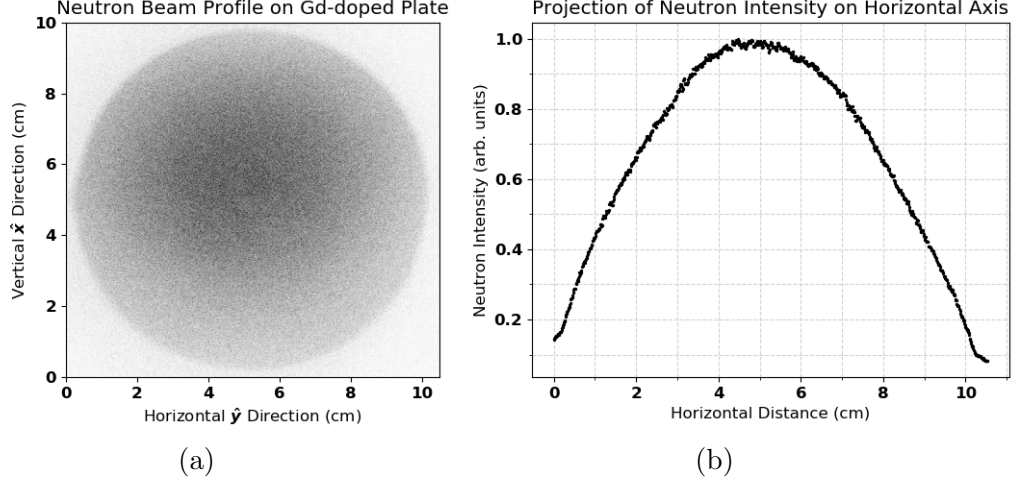 Neutron Beam Profile on Gd-doped Plate
10
8
6
4
2
0
Vertical x̂ Direction (cm)
0 2 4 6 8 10
Horizontal ŷ Direction (cm)
(a)
Projection of Neutron Intensity on Horizontal Axis
1.0
0.8
0.6
0.4
0.2
Neutron Intensity (arb. units)
0 2 4 6 8 10
Horizontal Distance (cm)
(b)